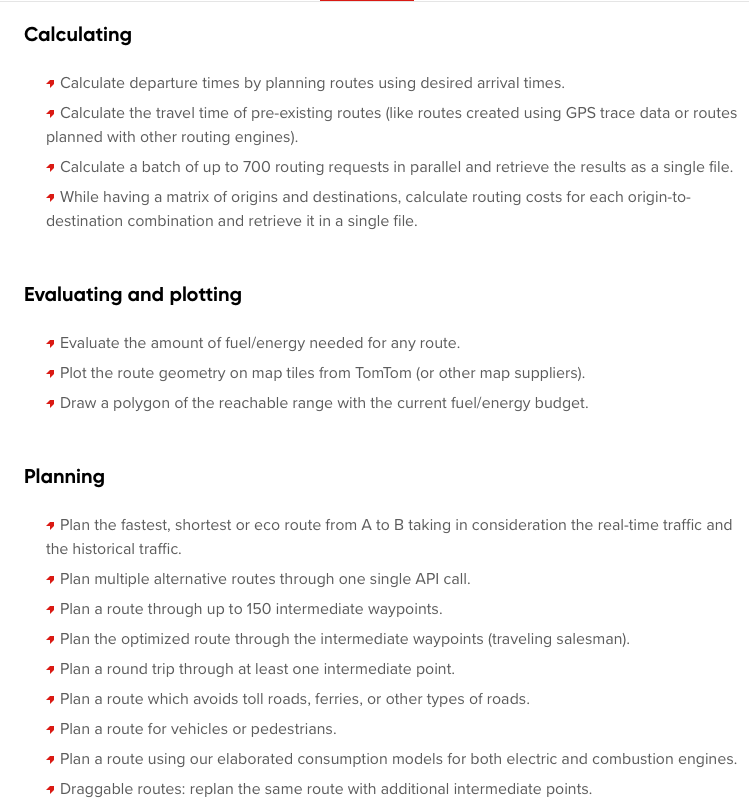 Calculating
Calculate departure times by planning routes using desired arrival times.
Calculate the travel time of pre-existing routes (like routes created using GPS trace data or routes
planned with other routing engines).
Calculate a batch of up to 700 routing requests in parallel and retrieve the results as a single file.
While having a matrix of origins and destinations, calculate routing costs for each origin-to-
destination combination and retrieve it in a single file.
Evaluating and plotting
Evaluate the amount of fuel/energy needed for any route.
Plot the route geometry on map tiles from TomTom (or other map suppliers).
Draw a polygon of the reachable range with the current fuel/energy budget.
Planning
Plan the fastest, shortest or eco route from A to B taking in consideration the real-time traffic and
the historical traffic.
Plan multiple alternative routes through one single API call.
Plan a route through up to 150 intermediate waypoints.
Plan the optimized route through the intermediate waypoints (traveling salesman).
Plan a round trip through at least one intermediate point.
Plan a route which avoids toll roads, ferries, or other types of roads.
Plan a route for vehicles or pedestrians.
Plan a route using our elaborated consumption models for both electric and combustion engines.
Draggable routes: replan the same route with additional intermediate points.